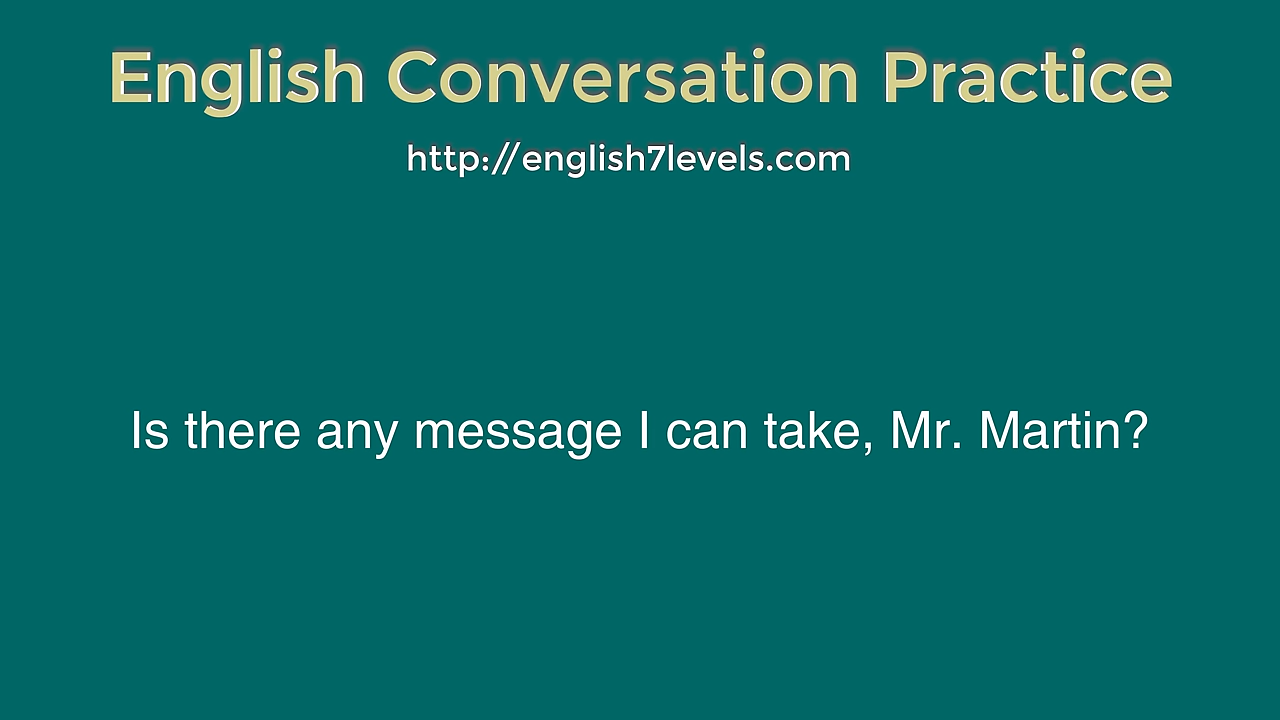 English Conversation Practice
http://english7levels.com
Is there any message I can take, Mr. Martin?